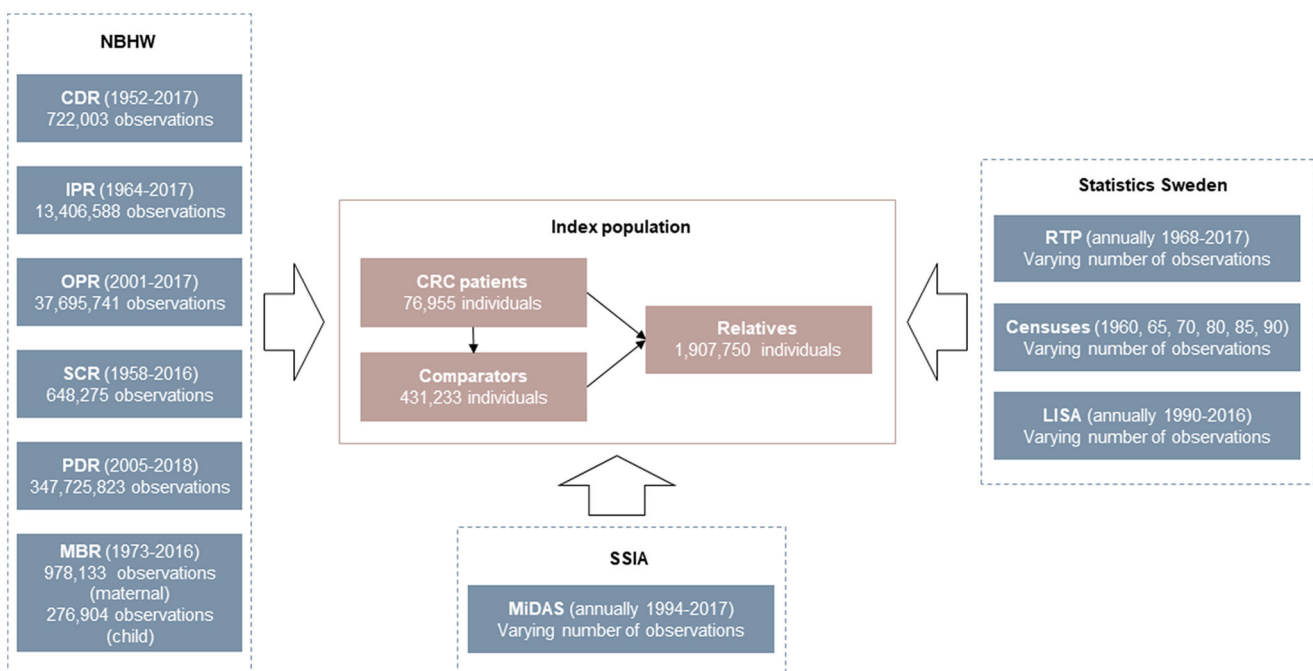 NBHW
CDR (1952-2017)
722,003 observations
IPR (1964-2017)
13,406,588 observations
OPR (2001-2017)
37,695,741 observations
SCR (1958-2016)
648,275 observations
PDR (2005-2018)
347,725,823 observations
MBR (1973-2016)
978,133 observations
(maternal)
276,904 observations
(child)
Index population
CRC patients
76,955 individuals
Comparators
431,233 individuals
Relatives
1,907,750 individuals
SSIA
MiDAS (annually 1994-2017)
Varying number of observations
Statistics Sweden
RTP (annually 1968-2017)
Varying number of observations
Censuses (1960, 65, 70, 80, 85, 90)
Varying number of observations
LISA (annually 1990-2016)
Varying number of observations